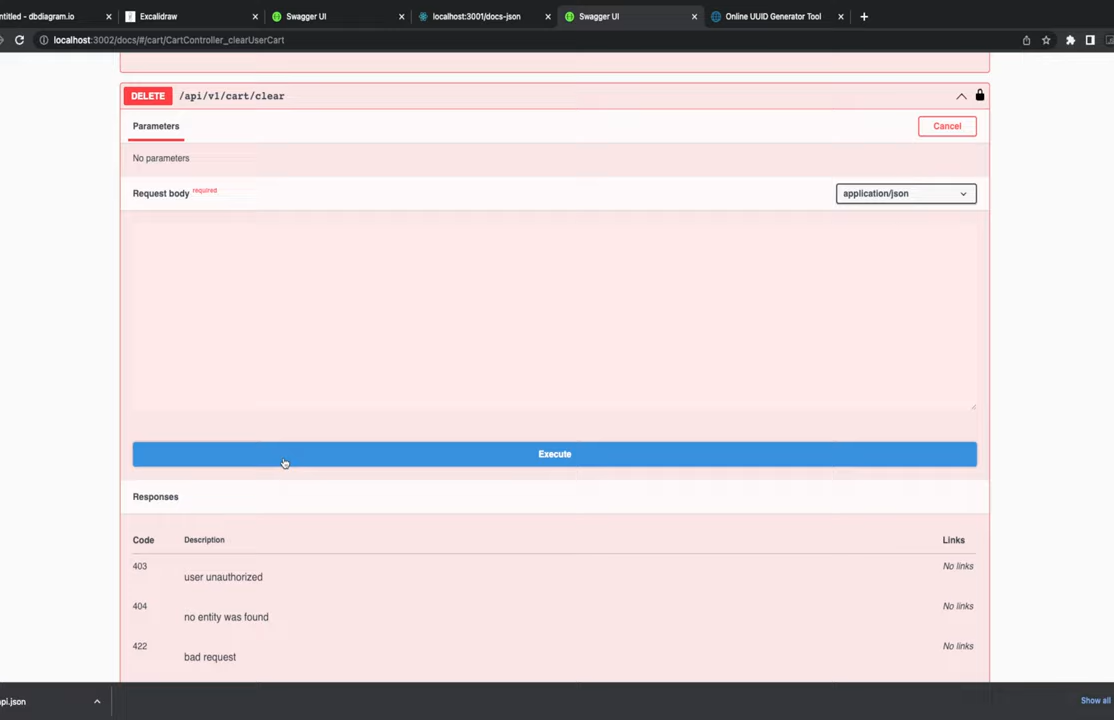 ntitled - dbdiagram.io
Excalidraw
Swagger UI
localhost:3001/docs-json
Swagger UI
Online UUID Generator Tool
localhost:3002/docs/#/cart/CartController_clearUserCart
DELETE /api/v1/cart/clear
Parameters
Cancel
No parameters
Request body required
application/json
Execute
Responses
Code Description Links
403 user unauthorized No links
404 no entity was found No links
422 bad request No links
api.json
Show all